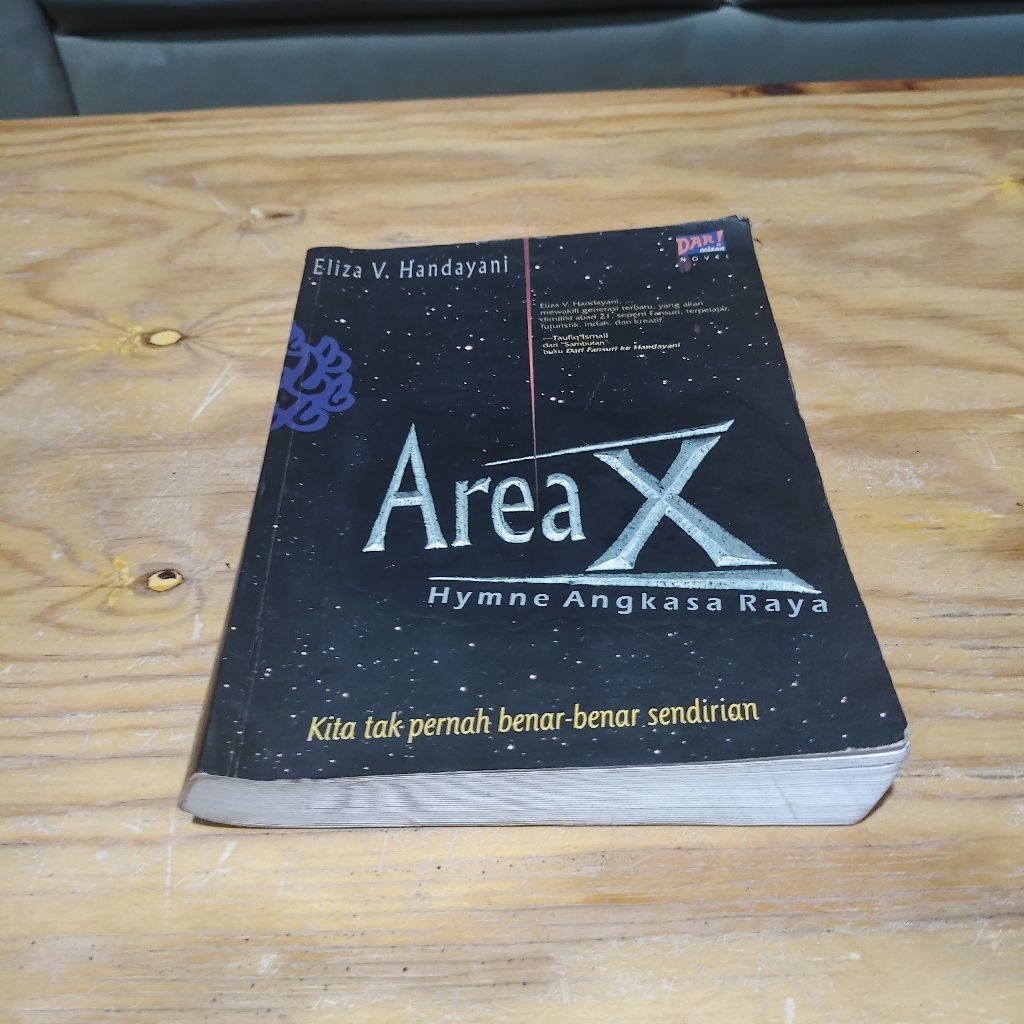 Eliza V. Handayani
DAR!
mizan
NOVEL
Eliza V. Handayani, ...
mewakili generasi terbaru, yang akan
dimiliki abad 21, seperti Fansuri, terpelajar,
futuristik, indah, dan kreatif.
—Taufiq Ismail
dari "Sambutan"
buku Dari Fansuri ke Handayani
Area X
Hymne Angkasa Raya
Kita tak pernah benar-benar sendirian